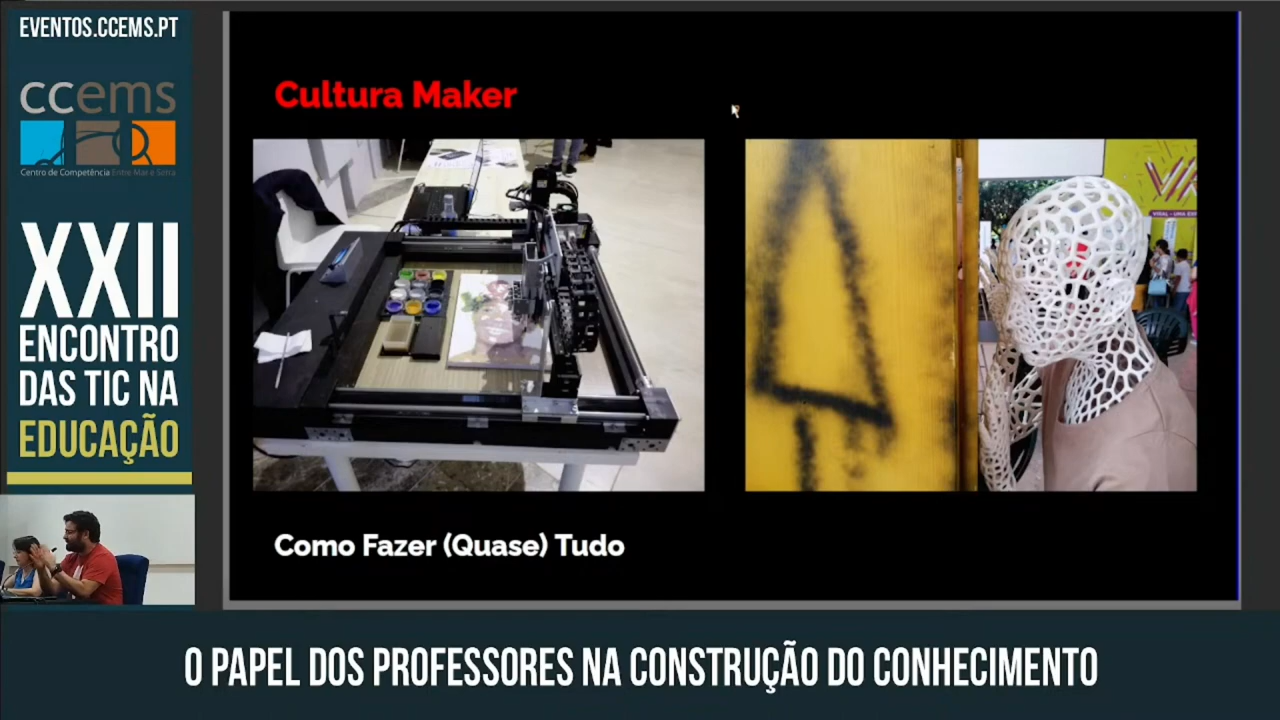 EVENTOS.CCEMS.PT
ccems
Centro de Competência Entre Mar e Serra
XXII
ENCONTRO
DAS TIC NA
EDUCAÇÃO
Cultura Maker
Como Fazer (Quase) Tudo
O PAPEL DOS PROFESSORES NA CONSTRUÇÃO DO CONHECIMENTO